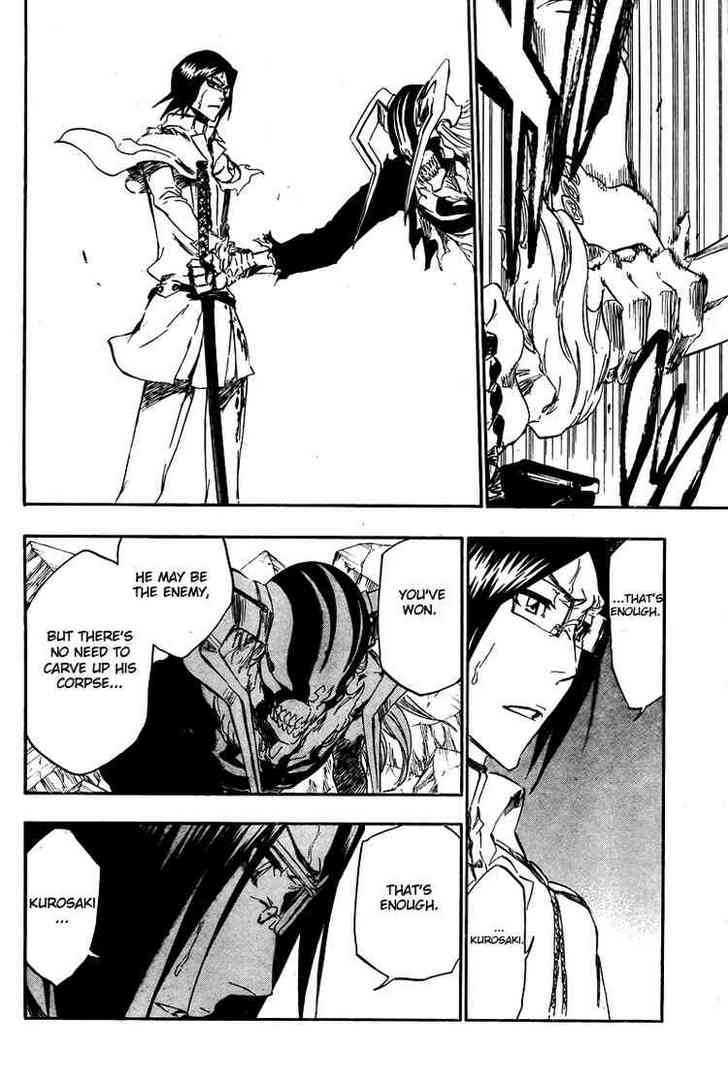 ...THAT'S
ENOUGH.
...
KUROSAKI.
YOU'VE
WON.
HE MAY BE
THE ENEMY,
BUT THERE'S
NO NEED TO
CARVE UP HIS
CORPSE...
THAT'S
ENOUGH.
KUROSAKI
...